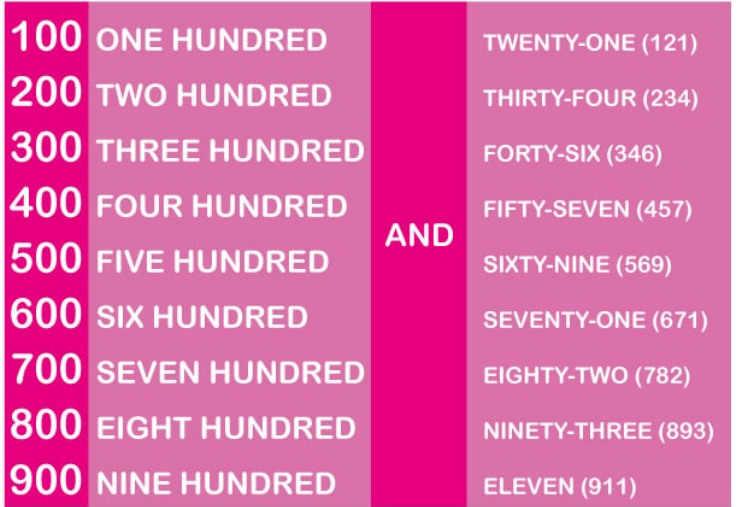 100 ONE HUNDRED TWENTY-ONE (121)
200 TWO HUNDRED THIRTY-FOUR (234)
300 THREE HUNDRED FORTY-SIX (346)
400 FOUR HUNDRED FIFTY-SEVEN (457)
AND
500 FIVE HUNDRED SIXTY-NINE (569)
600 SIX HUNDRED SEVENTY-ONE (671)
700 SEVEN HUNDRED EIGHTY-TWO (782)
800 EIGHT HUNDRED NINETY-THREE (893)
900 NINE HUNDRED ELEVEN (911)